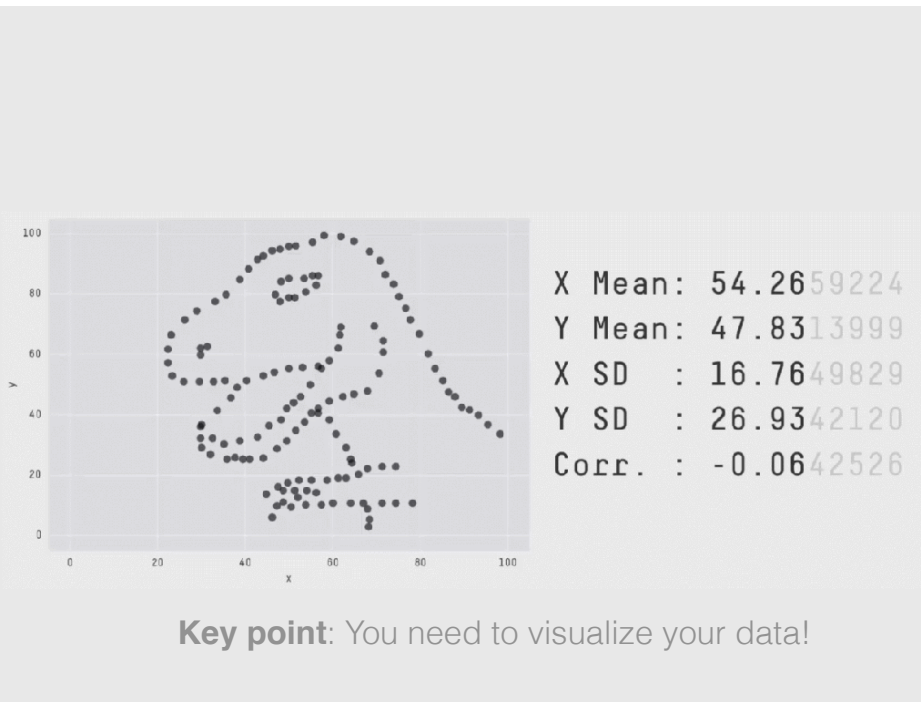 100
80
60
40
20
0
y
0 20 40 60 80 100
x
X Mean: 54.2659224
Y Mean: 47.8313999
X SD : 16.7649829
Y SD : 26.9342120
Corr. : -0.0642526
Key point: You need to visualize your data!